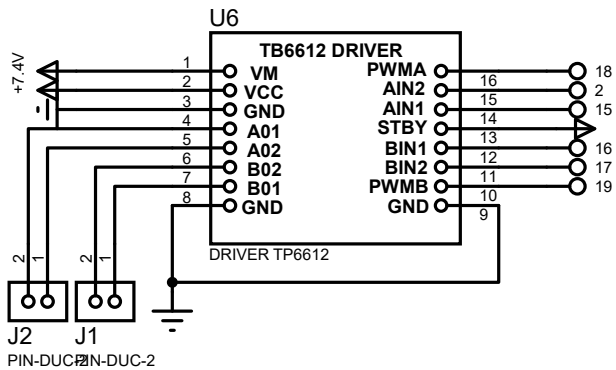 U6
TB6612 DRIVER
+7.4V
1 VM PWMA 18
2 VCC AIN2 16 2
3 GND AIN1 15 15
4 A01 STBY 14
5 A02 BIN1 13 16
6 B02 BIN2 12 17
7 B01 PWMB 11 19
8 GND GND 10
9
DRIVER TP6612
2 1 2 1
J2 J1
PIN-DUC-2 PIN-DUC-2